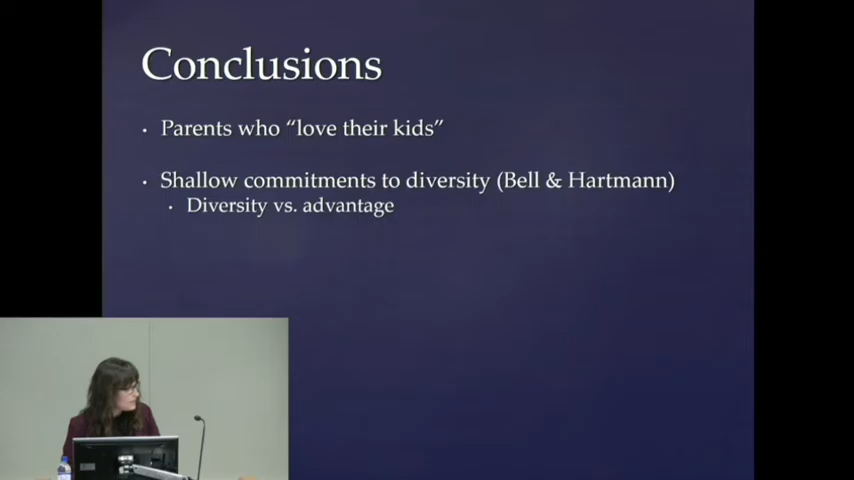 Conclusions
Parents who “love their kids”
Shallow commitments to diversity (Bell & Hartmann)
Diversity vs. advantage